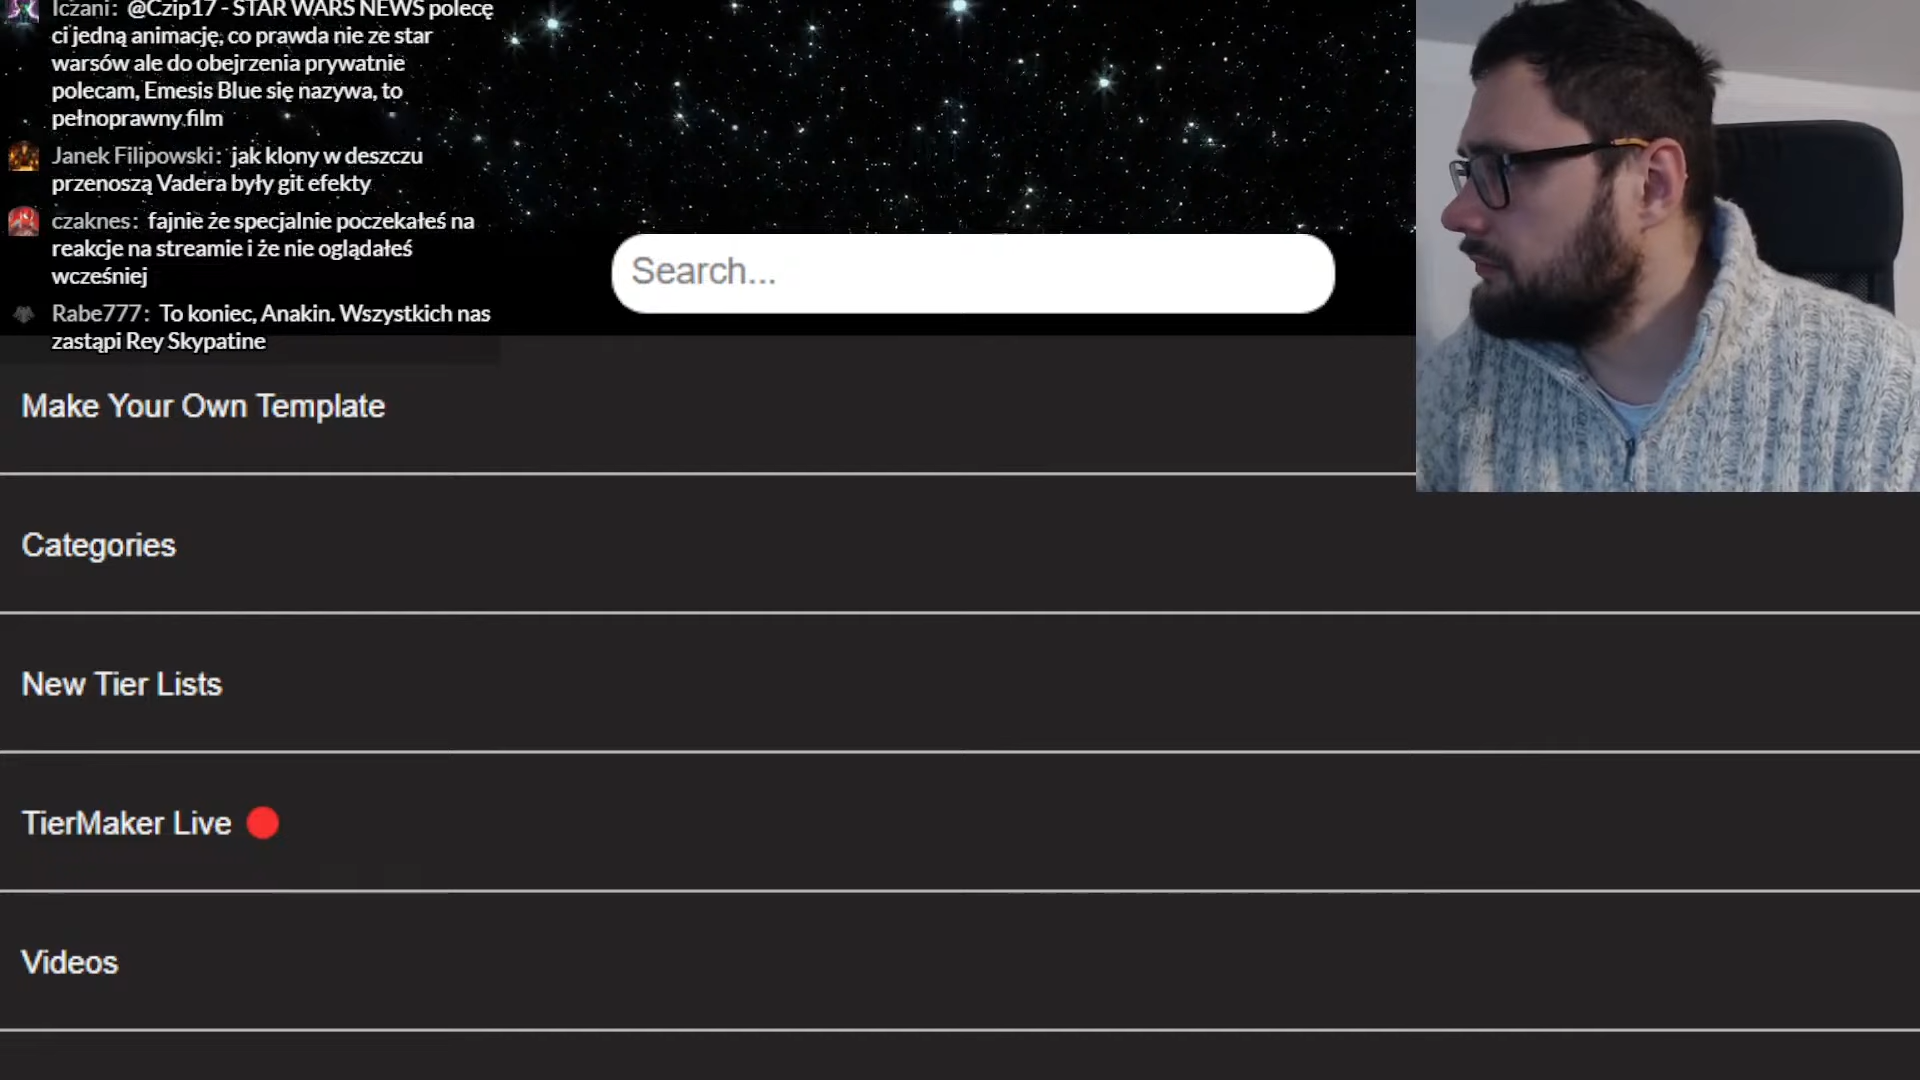 Iczani: @Czip17 - STAR WARS NEWS polecę
ci jedną animację, co prawda nie ze star
warsów ale do obejrzenia prywatnie
polecam, Emesis Blue się nazywa, to
pełnoprawny film
Janek Filipowski: jak klony w deszczu
przenoszą Vadera były git efekty
czaknes: fajnie że specjalnie poczekałeś na
reakcje na streamie i że nie oglądałeś
wcześniej
Rabe777: To koniec, Anakin. Wszystkich nas
zastąpi Rey Skypatine
Search...
Make Your Own Template
Categories
New Tier Lists
TierMaker Live
Videos